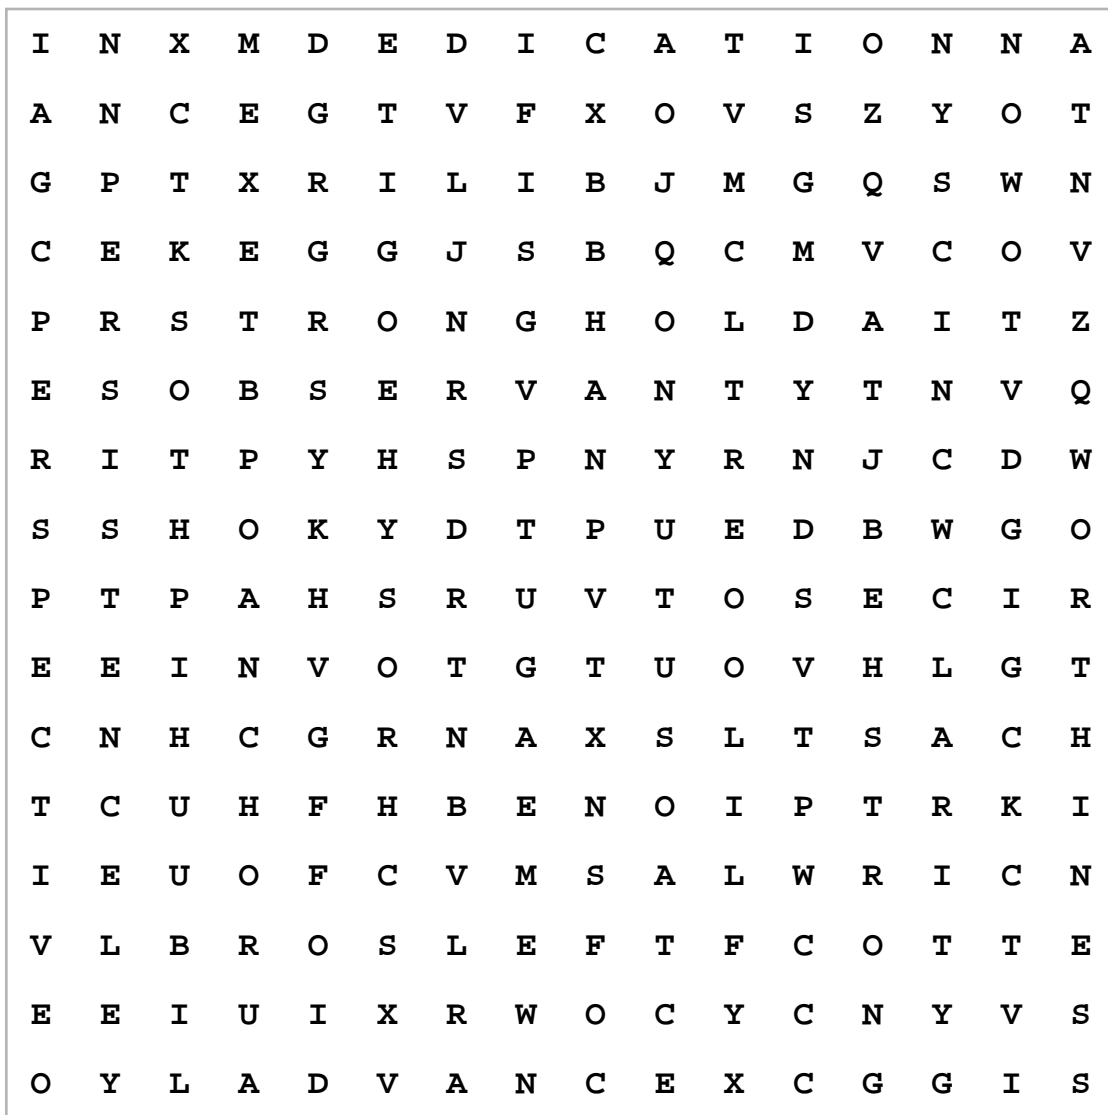 I N X M D E D I C A T I O N N A
A N C E G T V F X O V S Z Y O T
G P T X R I L I B J M G Q S W N
C E K E G G J S B Q C M V C O V
P R S T R O N G H O L D A I T Z
E S O B S E R V A N T Y T N V Q
R I T P Y H S P N Y R N J C D W
S S H O K Y D T P U E D B W G O
P T P A H S R U V T O S E C I R
E E I N V O T G T U O V H L G T
C N H C G R N A X S L T S A C H
T C U H F H B E N O I P T R K I
I E U O F C V M S A L W R I C N
V L B R O S L E F T F C O T T E
E E I U I X R W O C Y C N Y V S
O Y L A D V A N C E X C G G I S